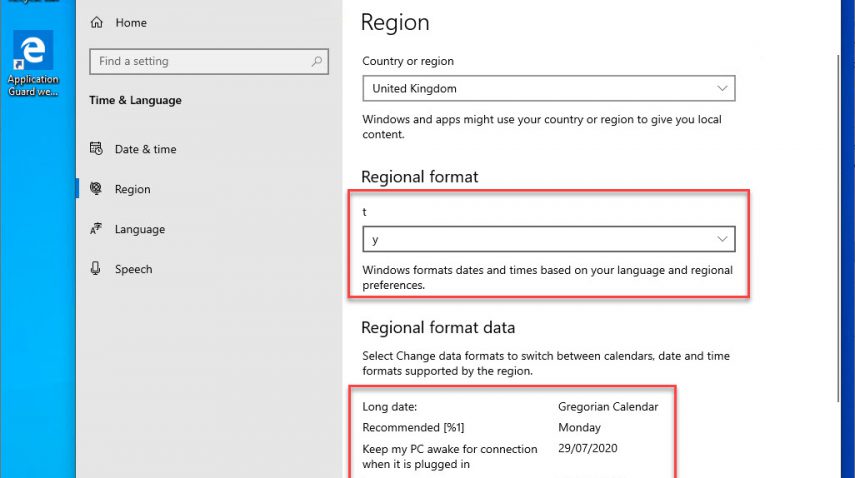 Application
Guard we...
Home
Find a setting
Time & Language
Date & time
Region
Language
Speech
Region
Country or region
United Kingdom
Windows and apps might use your country or region to give you local
content.
Regional format
t
y
Windows formats dates and times based on your language and regional
preferences.
Regional format data
Select Change data formats to switch between calendars, date and time
formats supported by the region.
Long date: Gregorian Calendar
Recommended [%1] Monday
Keep my PC awake for connection 29/07/2020
when it is plugged in